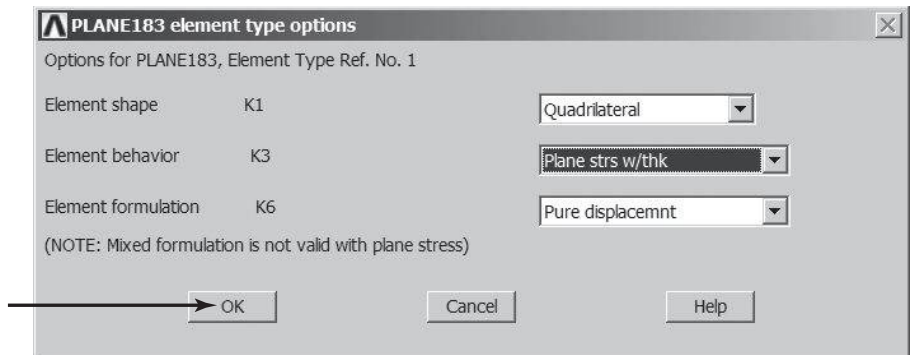 PLANE183 element type options
Options for PLANE183, Element Type Ref. No. 1
Element shape K1 Quadrilateral
Element behavior K3 Plane strs w/thk
Element formulation K6 Pure displacemnt
(NOTE: Mixed formulation is not valid with plane stress)
OK Cancel Help